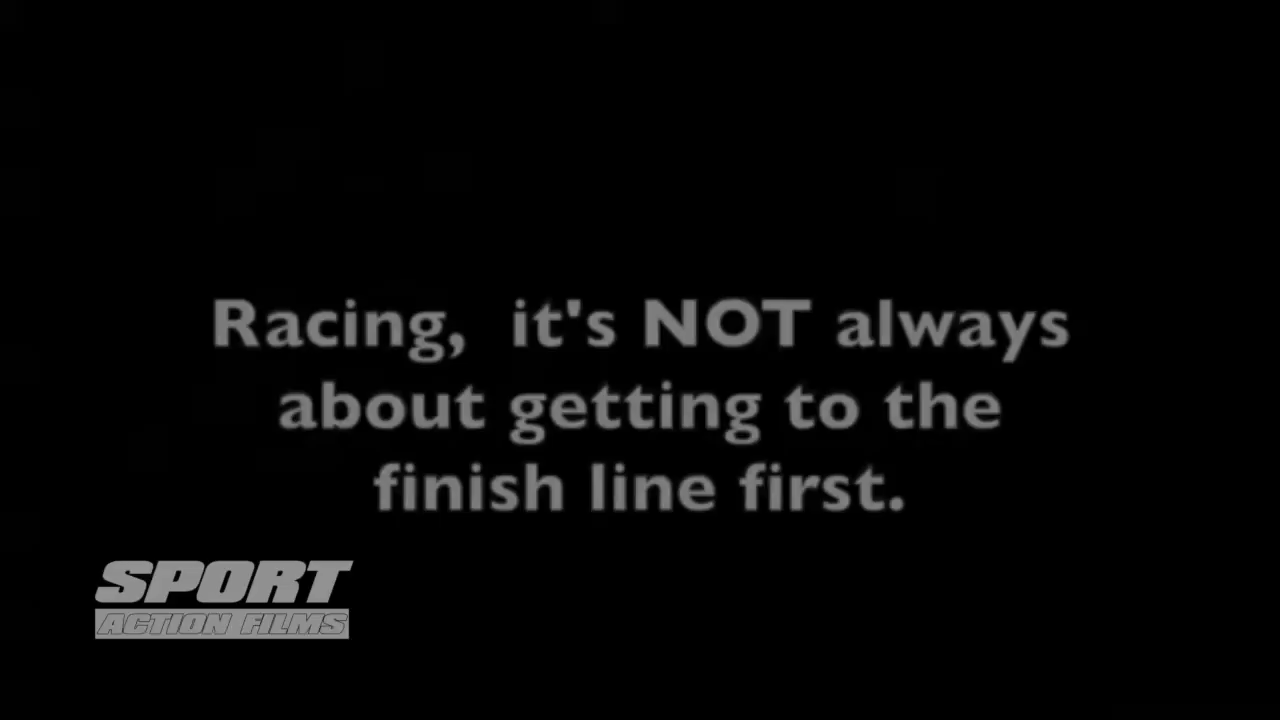 Racing,  it's NOT always
about getting to the
finish line first.
SPORT
ACTION FILMS